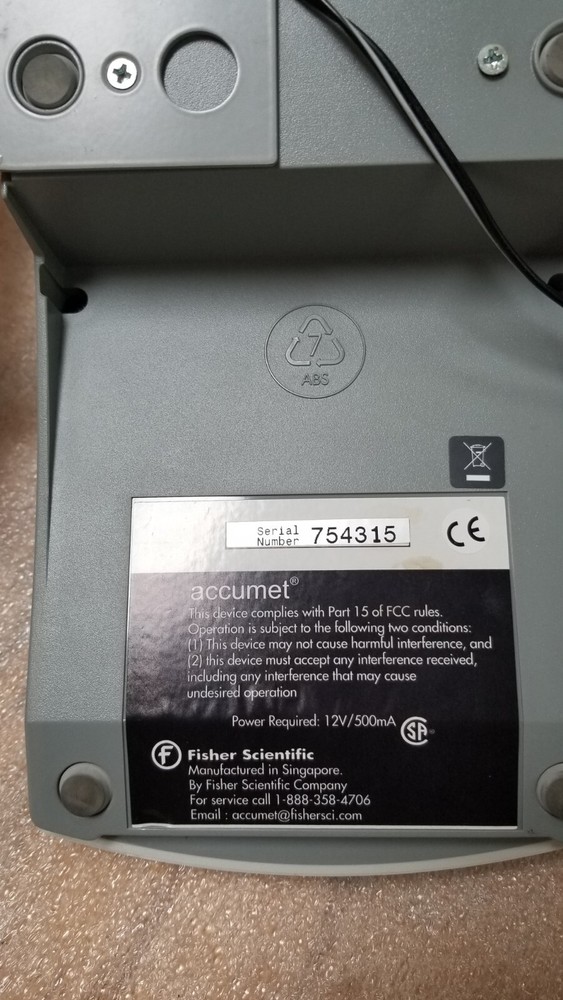 7
ABS
Serial
Number 754315
CE
accumet®
This device complies with Part 15 of FCC rules.
Operation is subject to the following two conditions:
(1) This device may not cause harmful interference, and
(2) this device must accept any interference received,
including any interference that may cause
undesired operation
Power Required: 12V/500mA
SA
Fisher Scientific
Manufactured in Singapore.
By Fisher Scientific Company
For service call 1-888-358-4706
Email : accumet@fishersci.com